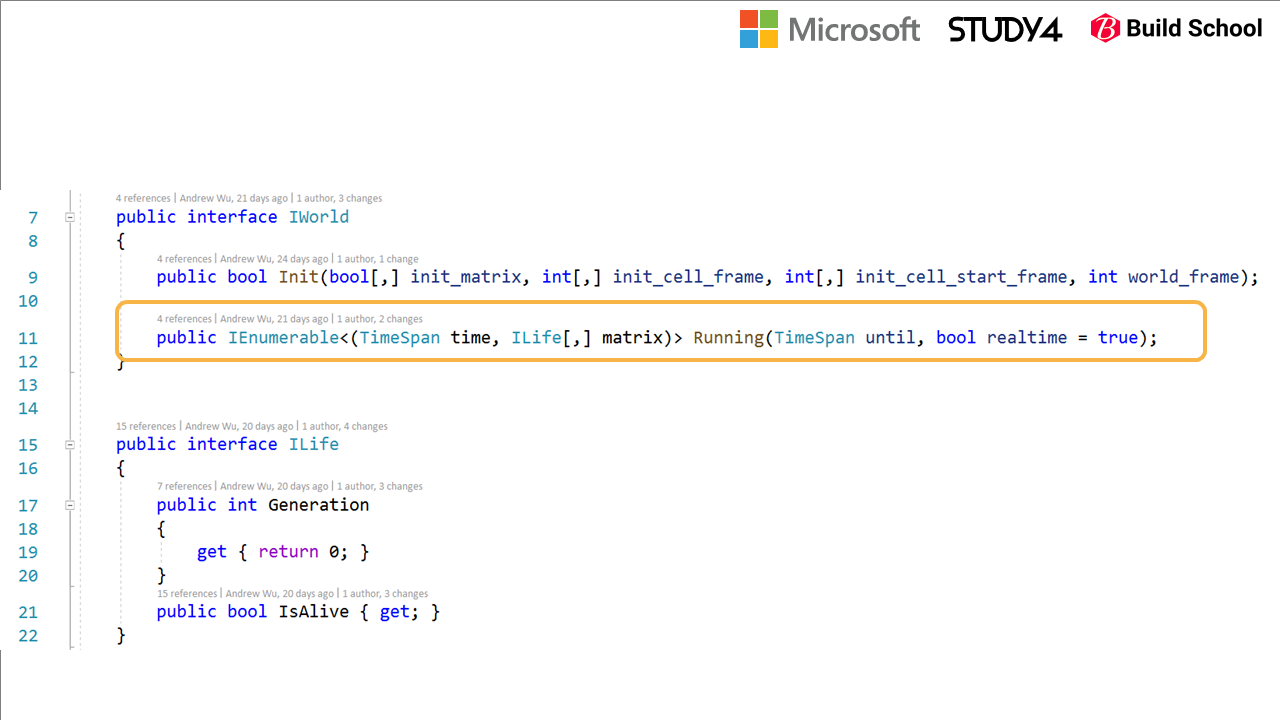 Microsoft STUDY4 Build School
4 references | Andrew Wu, 21 days ago | 1 author, 3 changes
7 public interface IWorld
8 {
4 references | Andrew Wu, 24 days ago | 1 author, 1 change
9 public bool Init(bool[,] init_matrix, int[,] init_cell_frame, int[,] init_cell_start_frame, int world_frame);
10
4 references | Andrew Wu, 21 days ago | 1 author, 2 changes
11 public IEnumerable<(TimeSpan time, ILife[,] matrix)> Running(TimeSpan until, bool realtime = true);
12 }
13
14
15 references | Andrew Wu, 20 days ago | 1 author, 4 changes
15 public interface ILife
16 {
7 references | Andrew Wu, 20 days ago | 1 author, 3 changes
17 public int Generation
18 {
19 get { return 0; }
20 }
15 references | Andrew Wu, 20 days ago | 1 author, 3 changes
21 public bool IsAlive { get; }
22 }